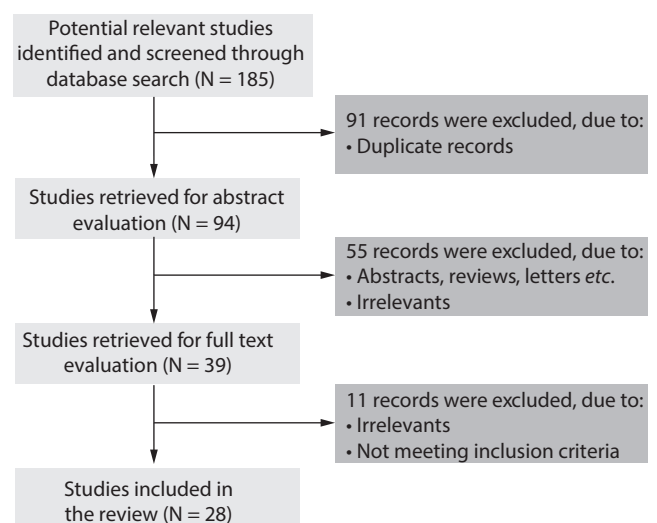 Potential relevant studies
identified and screened through
database search (N = 185)
91 records were excluded, due to:
• Duplicate records
Studies retrieved for abstract
evaluation (N = 94)
55 records were excluded, due to:
• Abstracts, reviews, letters etc.
• Irrelevants
Studies retrieved for full text
evaluation (N = 39)
11 records were excluded, due to:
• Irrelevants
• Not meeting inclusion criteria
Studies included in
the review (N = 28)